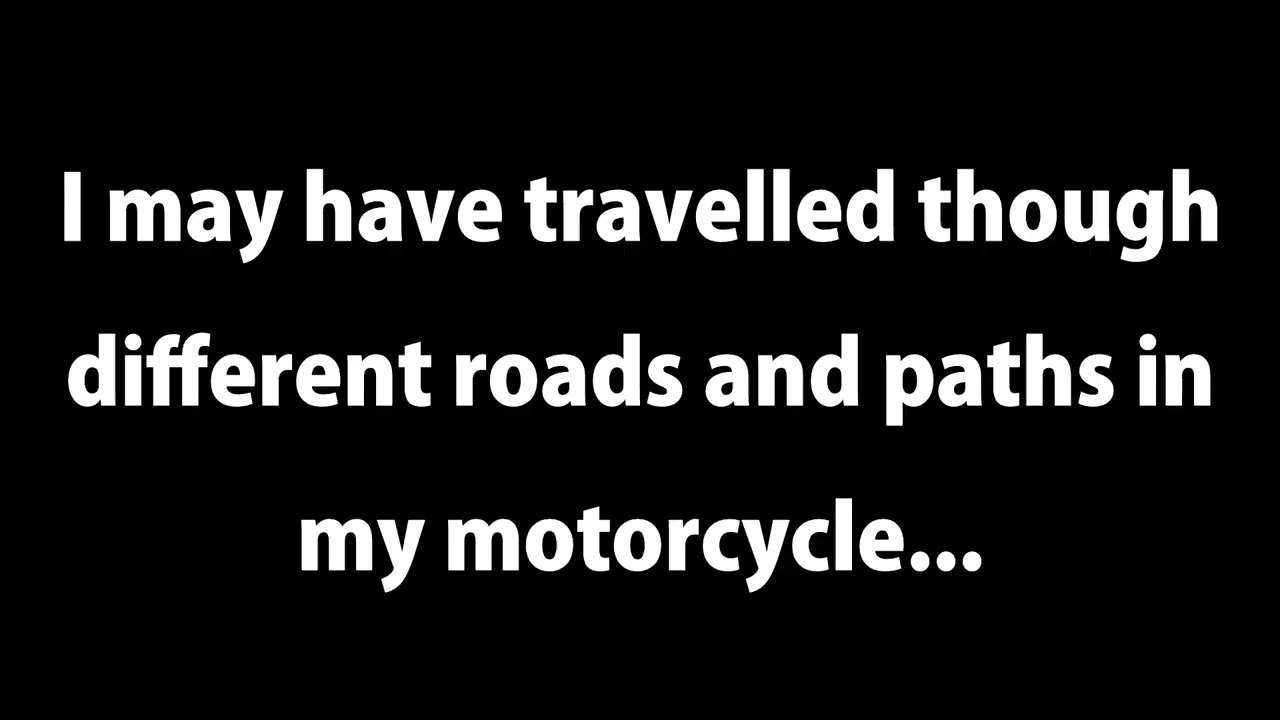 I may have travelled though
different roads and paths in
my motorcycle...